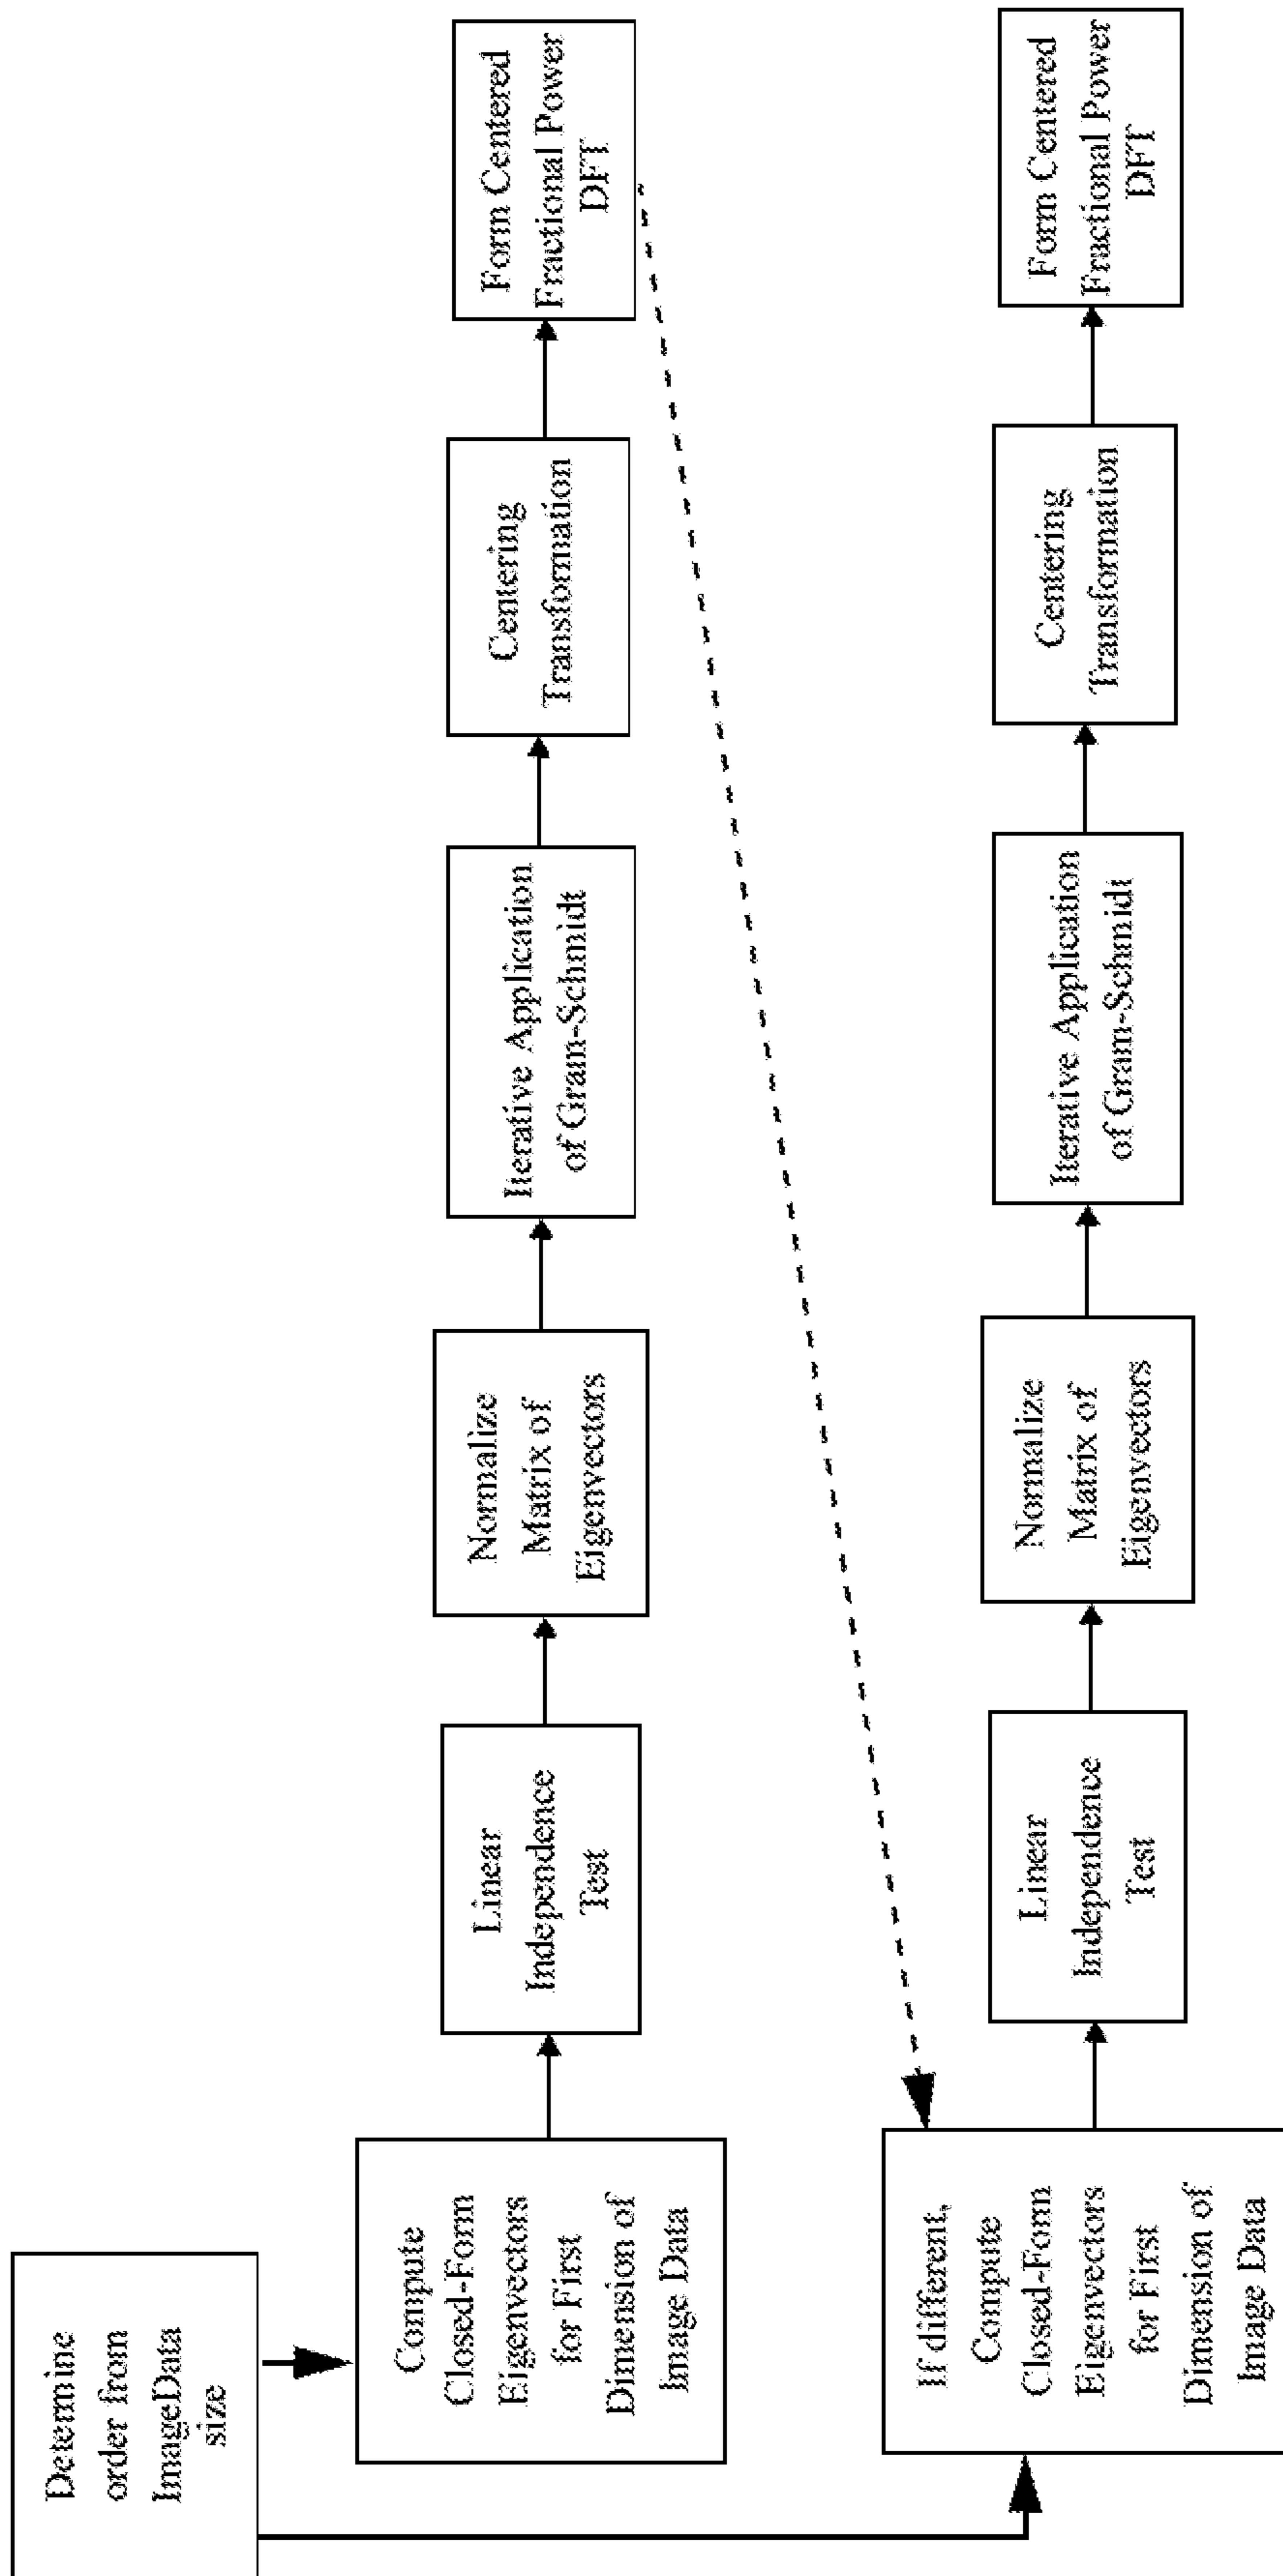 Determine
order from
ImageData
size
Compute
Closed-Form
Eigenvectors
for First
Dimension of
Image Data
Linear
Independence
Test
Normalize
Matrix of
Eigenvectors
Iterative Application
of Gram-Schmidt
Centering
Transformation
Form Centered
Fractional Power
DFT
If different,
Compute
Closed-Form
Eigenvectors
for First
Dimension of
Image Data
Linear
Independence
Test
Normalize
Matrix of
Eigenvectors
Iterative Application
of Gram-Schmidt
Centering
Transformation
Form Centered
Fractional Power
DFT